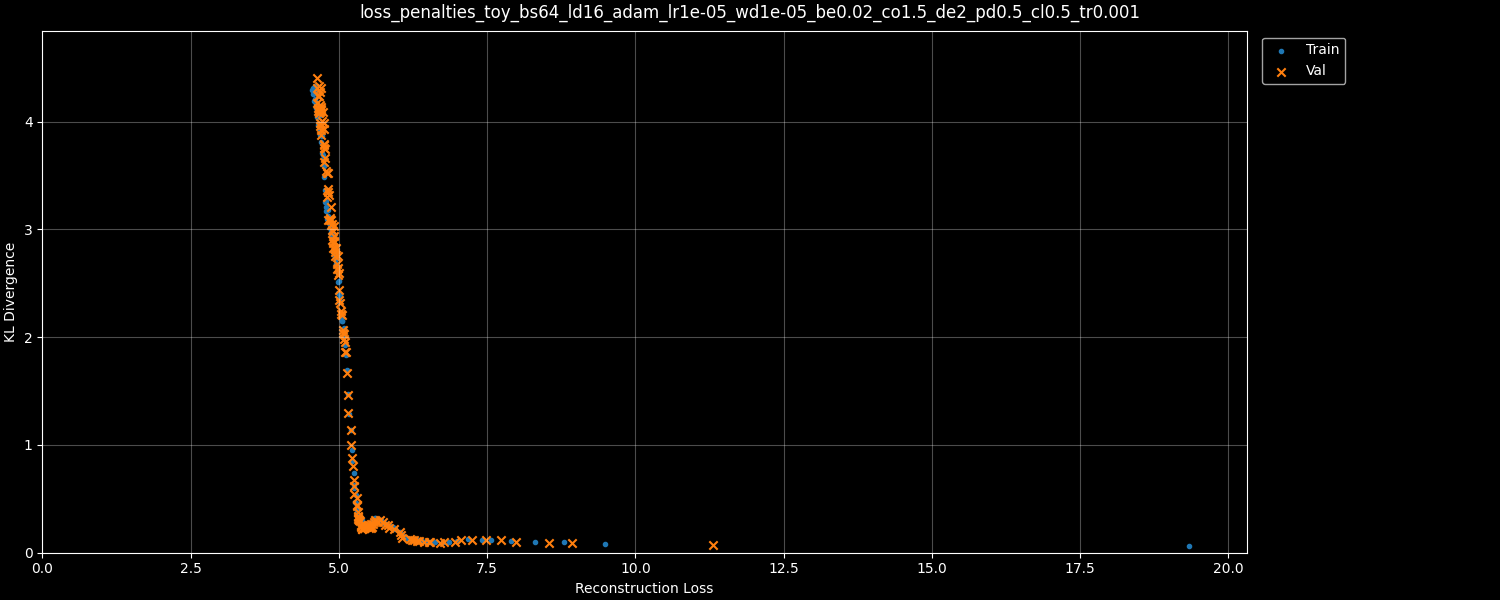 loss_penalties_toy_bs64_ld16_adam_lr1e-05_wd1e-05_be0.02_co1.5_de2_pd0.5_cl0.5_tr0.001
Train
Val
KL Divergence
4
3
2
1
0
0.0 2.5 5.0 7.5 10.0 12.5 15.0 17.5 20.0
Reconstruction Loss